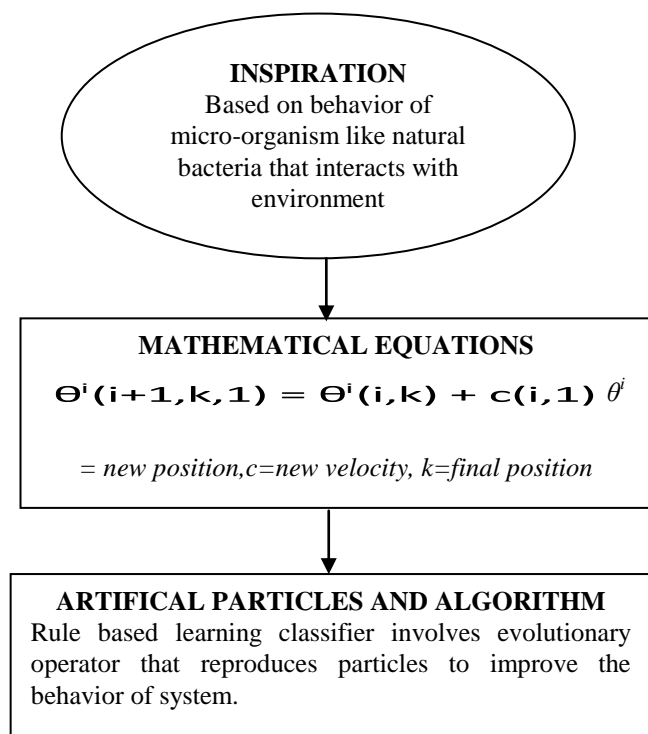 INSPIRATION
Based on behavior of
micro-organism like natural
bacteria that interacts with
environment
MATHEMATICAL EQUATIONS
Θⁱ(i+1,k,1) = Θⁱ(i,k) + c(i,1) θⁱ
= new position,c=new velocity, k=final position
ARTIFICAL PARTICLES AND ALGORITHM
Rule based learning classifier involves evolutionary
operator that reproduces particles to improve the
behavior of system.